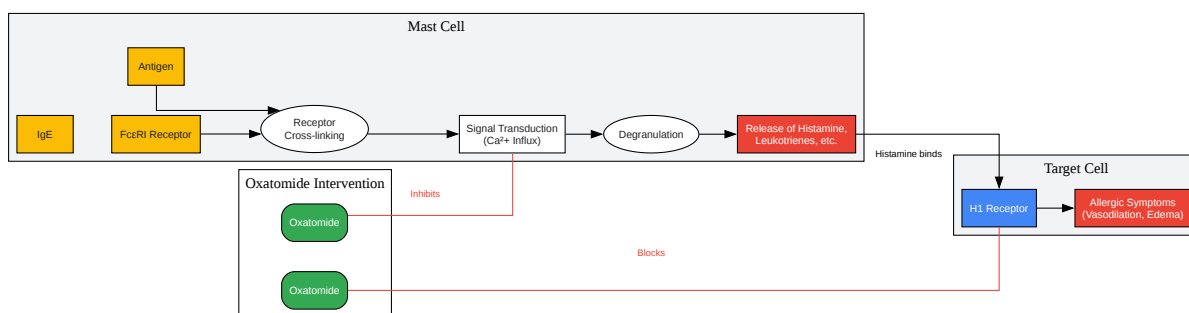 Mast Cell
Antigen
IgE
FcεRI Receptor
Receptor
Cross-linking
Signal Transduction
(Ca²+ Influx)
Degranulation
Release of Histamine,
Leukotrienes, etc.
Histamine binds
Target Cell
H1 Receptor
Allergic Symptoms
(Vasodilation, Edema)
Oxatomide Intervention
Inhibits
Oxatomide
Blocks
Oxatomide